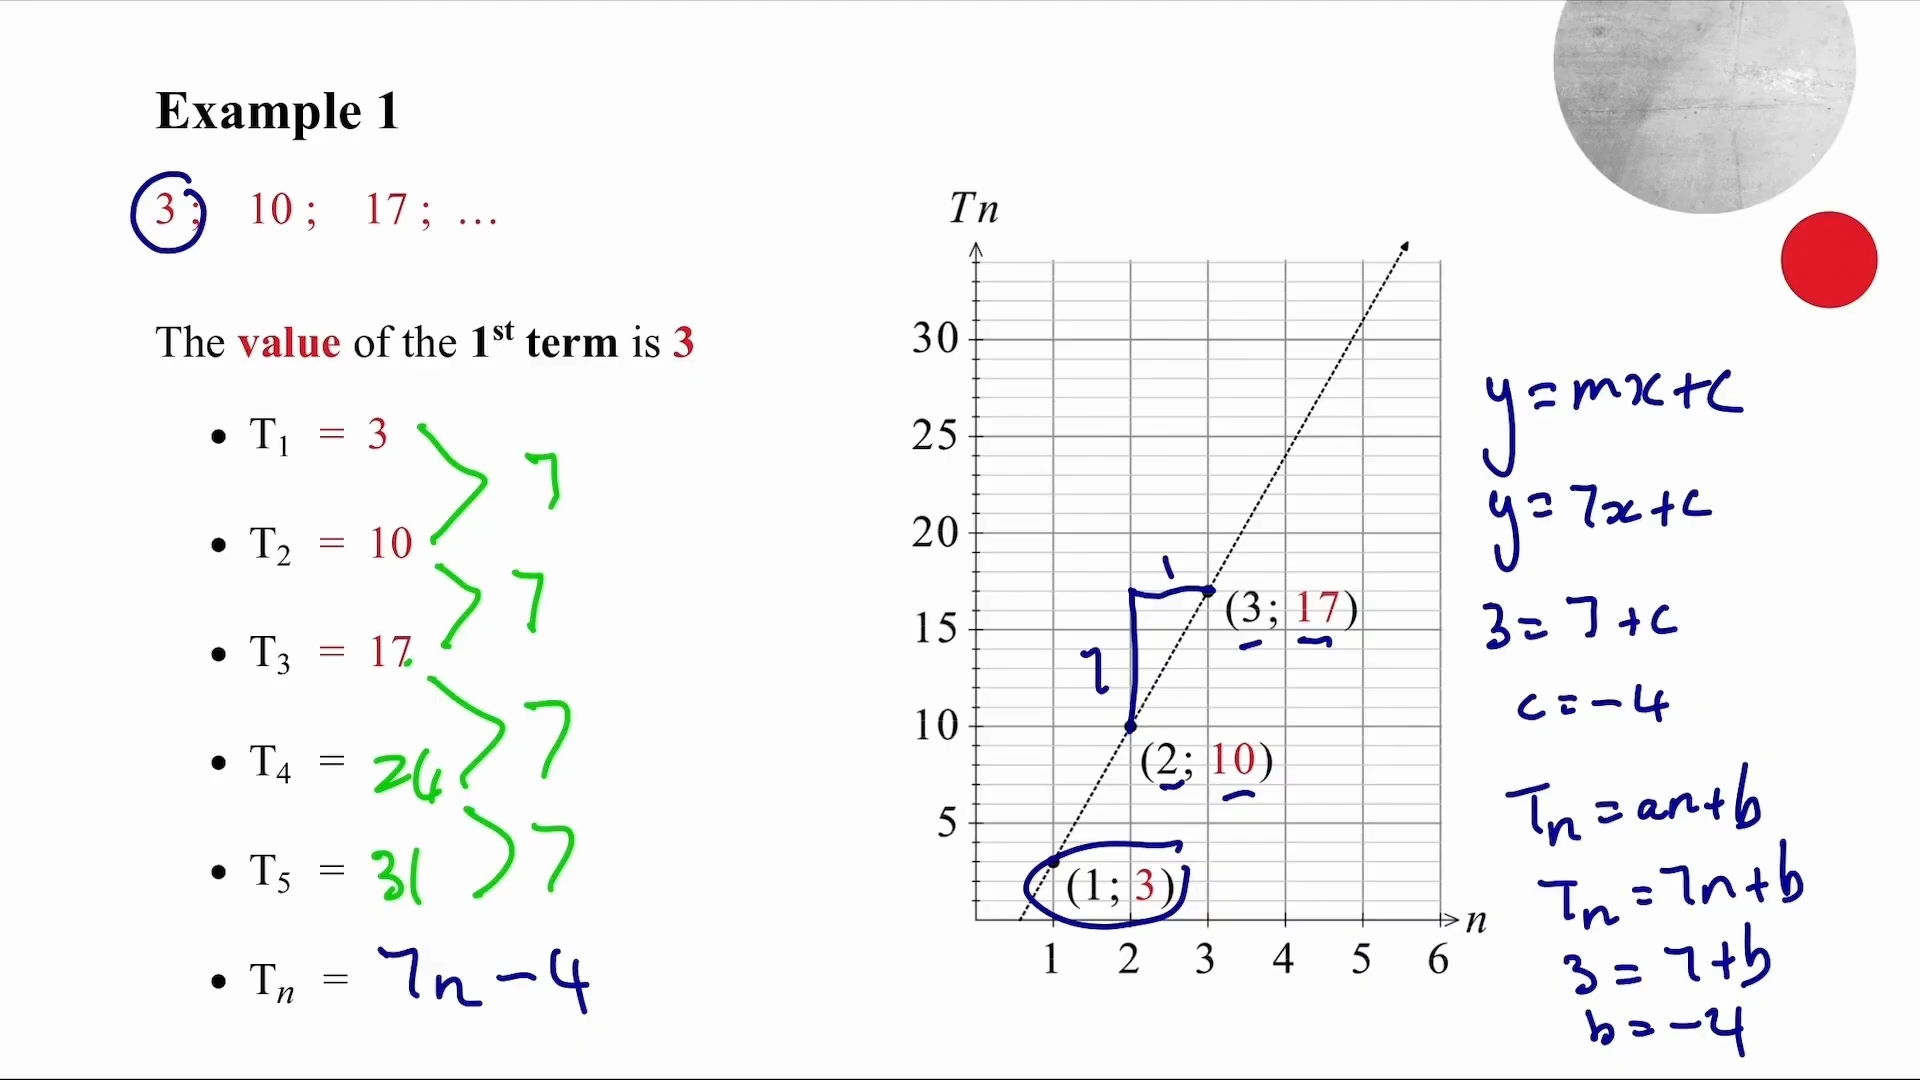 Example 1
3 ; 10 ; 17 ; …
The value of the 1st term is 3
• T1 = 3
7
• T2 = 10
7
• T3 = 17
7
• T4 = 24
7
• T5 = 31
• Tn = 7n - 4
Tn
30
25
20
15
10
5
1
7
(3; 17)
(2; 10)
(1; 3)
n
1 2 3 4 5 6
y = mx + c
y = 7x + c
3 = 7 + c
c = -4
Tn = an + b
Tn = 7n + b
3 = 7 + b
b = -4